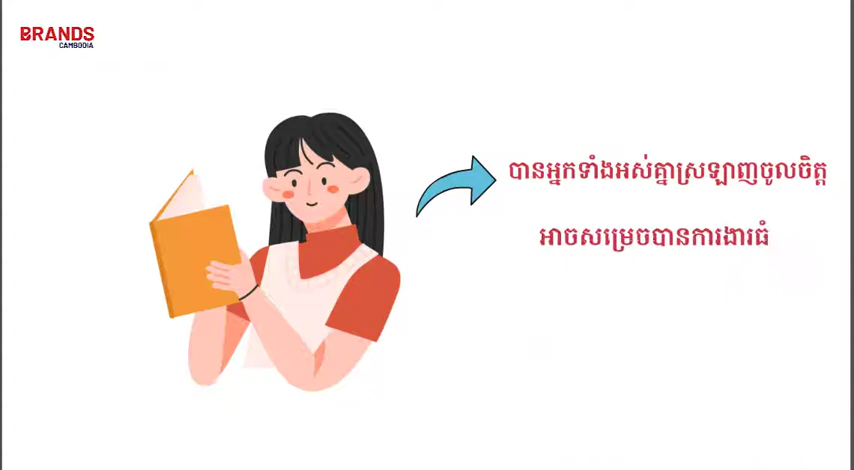 BRANDS
CAMBODIA
បានអ្នកទាំងអស់គ្នាស្រឡាញចូលចិត្ត
អាចសម្រេចបានការងារធំ